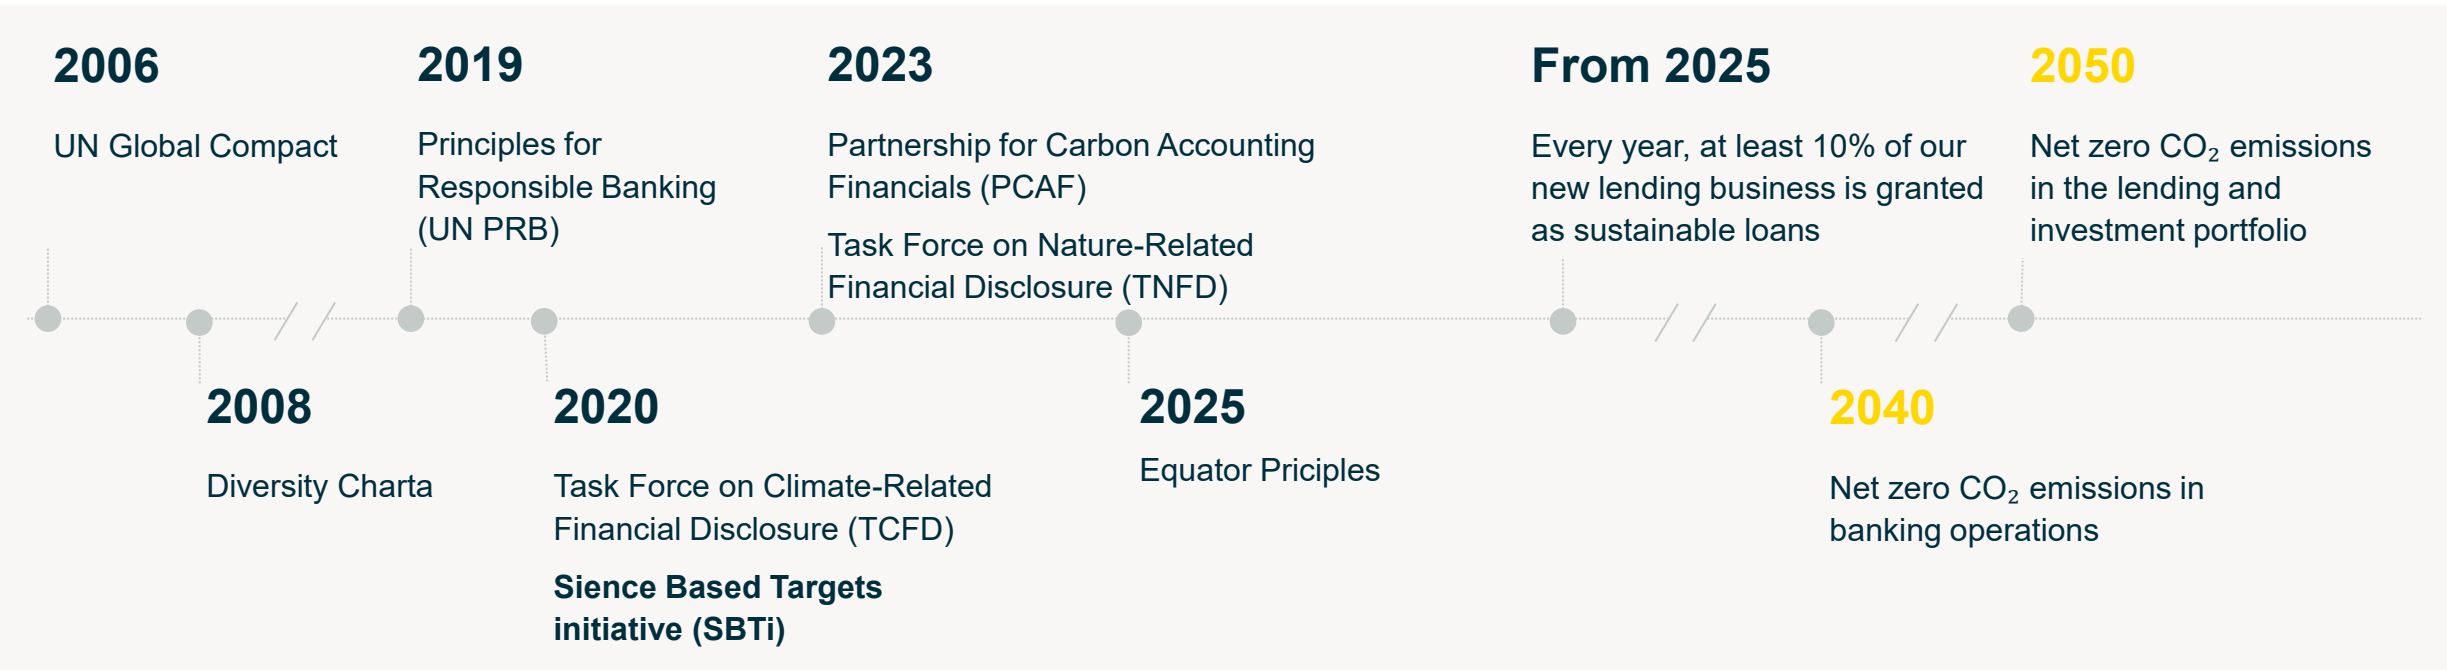 2006
UN Global Compact
2019
Principles for
Responsible Banking
(UN PRB)
2023
Partnership for Carbon Accounting
Financials (PCAF)
Task Force on Nature-Related
Financial Disclosure (TNFD)
From 2025
Every year, at least 10% of our
new lending business is granted
as sustainable loans
2050
Net zero CO₂ emissions
in the lending and
investment portfolio
2008
Diversity Charta
2020
Task Force on Climate-Related
Financial Disclosure (TCFD)
Sience Based Targets
initiative (SBTi)
2025
Equator Priciples
2040
Net zero CO₂ emissions in
banking operations